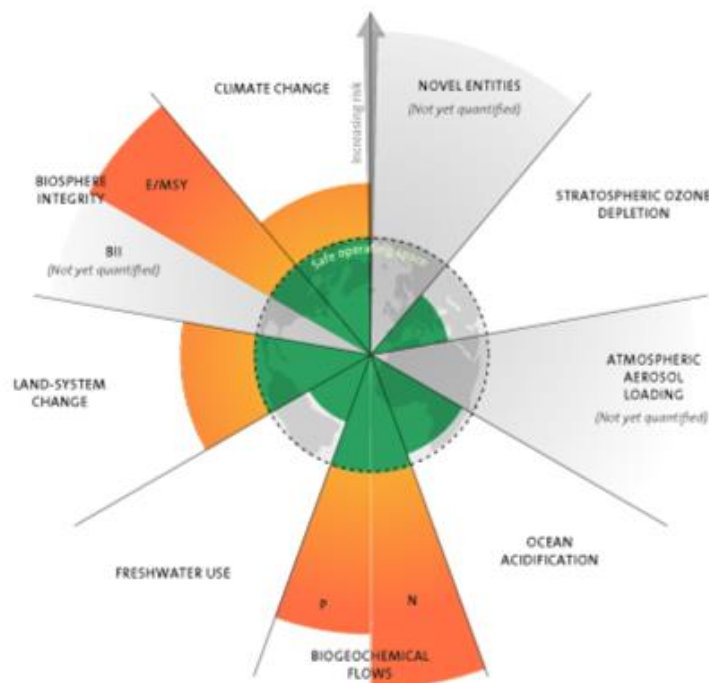 CLIMATE CHANGE
Increasing risk
NOVEL ENTITIES
(Not yet quantified)
STRATOSPHERIC OZONE
DEPLETION
ATMOSPHERIC
AEROSOL
LOADING
(Not yet quantified)
OCEAN
ACIDIFICATION
BIOGEOCHEMICAL
FLOWS
N
P
FRESHWATER USE
LAND-SYSTEM
CHANGE
BIOSPHERE
INTEGRITY
E/MSY
BII
(Not yet quantified)
Safe operating space